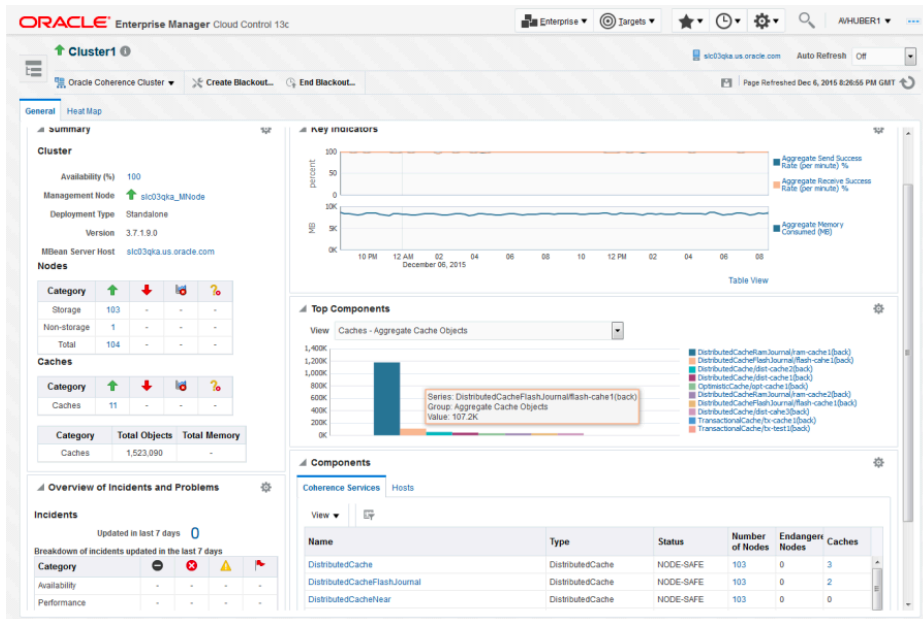 ORACLE® Enterprise Manager Cloud Control 13c
Enterprise Targets AVHUBER1
Cluster1
slc03qka.us.oracle.com Auto Refresh Off
Oracle Coherence Cluster Create Blackout... End Blackout...
Page Refreshed Dec 6, 2015 8:26:55 PM GMT
General Heat Map
Summary
Cluster
Availability (%) 100
Management Node slc03qka_MNode
Deployment Type Standalone
Version 3.7.1.9.0
MBean Server Host slc03qka.us.oracle.com
Nodes
Category
Storage 103 - - -
Non-storage 1 - - -
Total 104 - - -
Caches
Category
Caches 11 - - -
Category Total Objects Total Memory
Caches 1,523,090 -
Overview of Incidents and Problems
Incidents
Updated in last 7 days 0
Breakdown of incidents updated in the last 7 days
Category
Availability - - - -
Performance - - - -
Key Indicators
percent
100
50
0
Aggregate Send Success
Rate (per minute) %
Aggregate Receive Success
Rate (per minute) %
MB
10K
9K
0K
Aggregate Memory
Consumed (MB)
10 PM 12 AM 02 04 06 08 10 12 PM 02 04 06 08
December 06, 2015
Table View
Top Components
View Caches - Aggregate Cache Objects
1,400K
1,200K
1,000K
800K
600K
400K
200K
0K
Series: DistributedCacheFlashJournal/flash-cahe1(back)
Group: Aggregate Cache Objects
Value: 107.2K
DistributedCacheRamJournal/ram-cache1(back)
DistributedCacheFlashJournal/flash-cahe1(back)
DistributedCache/dist-cache2(back)
DistributedCache/dist-cache1(back)
OptimisticCache/opt-cache1(back)
DistributedCacheRamJournal/ram-cache2(back)
DistributedCacheFlashJournal/flash-cache1(back)
DistributedCache/dist-cahe3(back)
TransactionalCache/tx-cache1(back)
TransactionalCache/tx-test1(back)
Components
Coherence Services Hosts
View
Name Type Status Number of Nodes Endangere Nodes Caches
DistributedCache DistributedCache NODE-SAFE 103 0 3
DistributedCacheFlashJournal DistributedCache NODE-SAFE 103 0 2
DistributedCacheNear DistributedCache NODE-SAFE 103 0 0